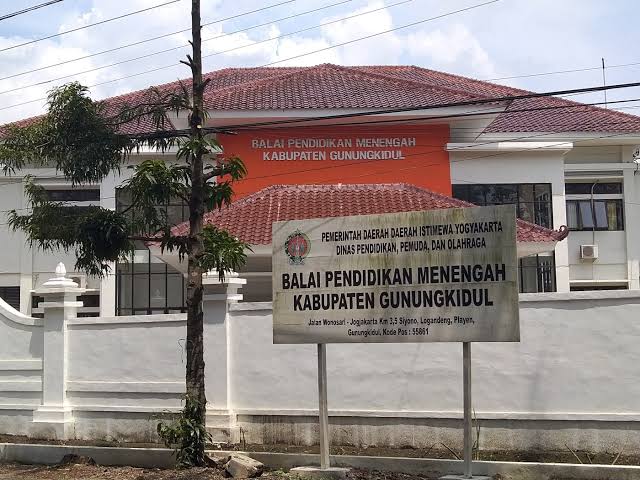 BALAI PENDIDIKAN MENENGAH
KABUPATEN GUNUNGKIDUL
PEMERINTAH DAERAH DAERAH ISTIMEWA YOGYAKARTA
DINAS PENDIDIKAN, PEMUDA, DAN OLAHRAGA
BALAI PENDIDIKAN MENENGAH
KABUPATEN GUNUNGKIDUL
Jalan Wonosari - Jogjakarta Km 3,5 Siyono, Logandeng, Playen,
Gunungkidul, Kode Pos : 55861